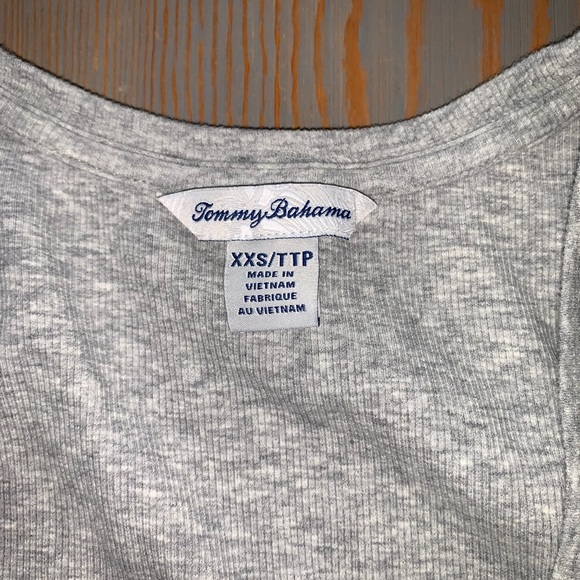 Tommy Bahama
XXS/TTP
MADE IN
VIETNAM
FABRIQUE
AU VIETNAM